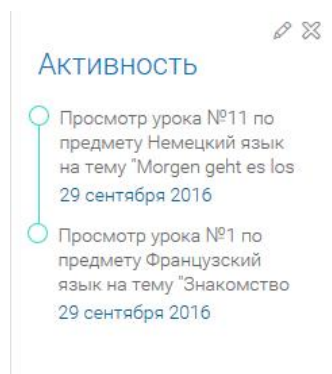 Активность
Просмотр урока №11 по
предмету Немецкий язык
на тему "Morgen geht es los
29 сентября 2016
Просмотр урока №1 по
предмету Французский
язык на тему "Знакомство
29 сентября 2016